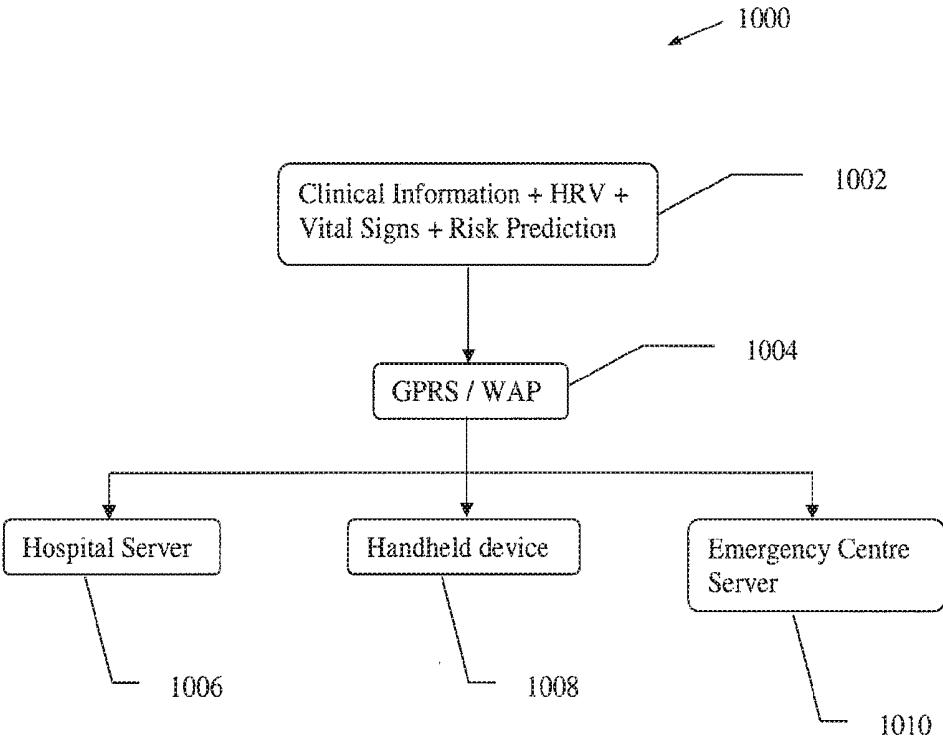 1000
Clinical Information + HRV +
Vital Signs + Risk Prediction
1002
GPRS / WAP
1004
Hospital Server
Handheld device
Emergency Centre
Server
1006
1008
1010